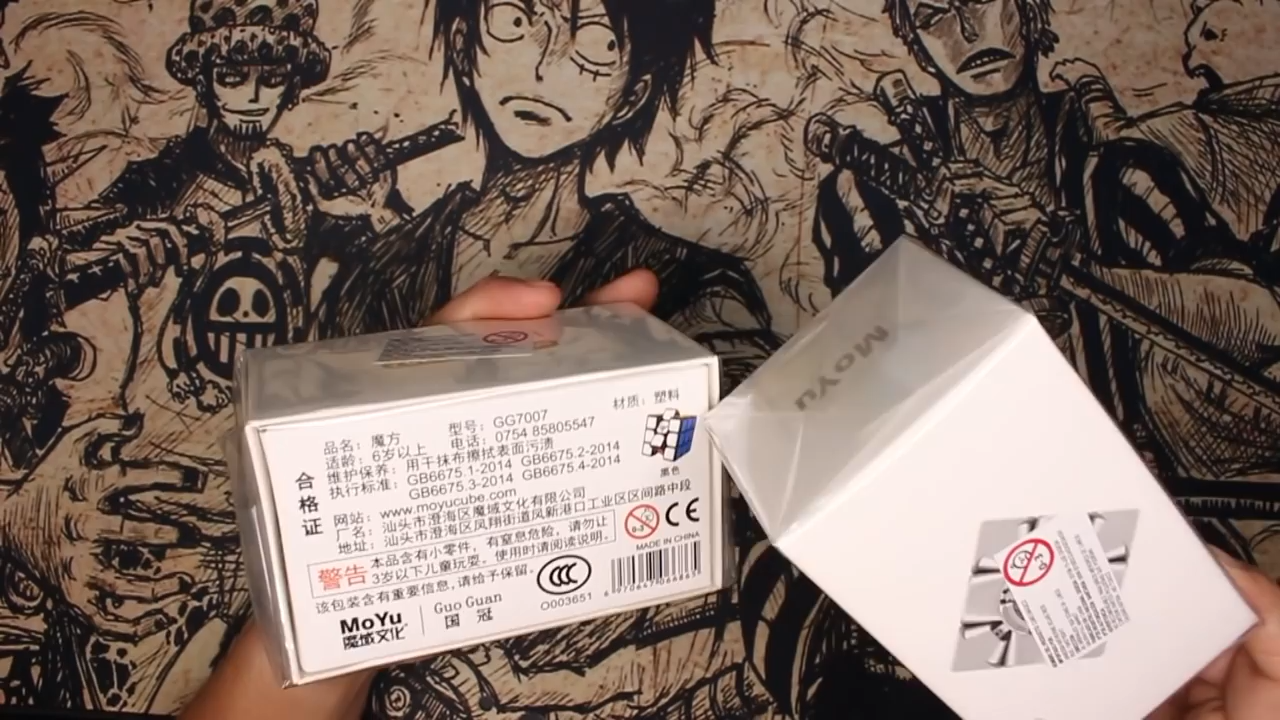 合格证
品名：魔方
型号：GG7007
材质：塑料
适龄：6岁以上
电话：0754 85805547
维护保养：用干抹布擦拭表面污渍
执行标准：GB6675.1-2014 GB6675.2-2014
GB6675.3-2014 GB6675.4-2014
黑色
网站：www.moyucube.com
厂名：汕头市澄海区魔域文化有限公司
地址：汕头市澄海区凤翔街道凤新港口工业区区间路中段
警告
本品含有小零件，有窒息危险，请勿让
3岁以下儿童玩耍。使用时请阅读说明，
该包装含有重要信息，请给予保留。
0-3
CE
MADE IN CHINA
CCC
O003651
MoYu
魔域文化
Guo Guan
国冠
MoYu